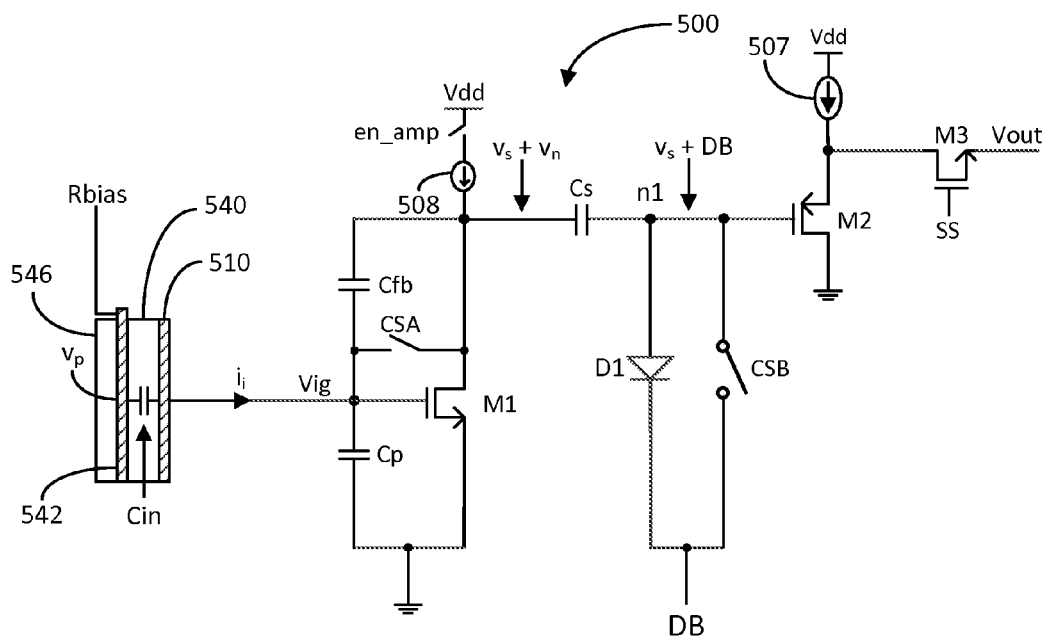 500
Vdd
507
Vdd
en_amp
vs + vn
vs + DB
M3
Vout
Rbias
540
508
Cs
n1
M2
SS
546
510
Cfb
CSA
vp
ii
Vig
M1
D1
CSB
Cp
542
Cin
DB